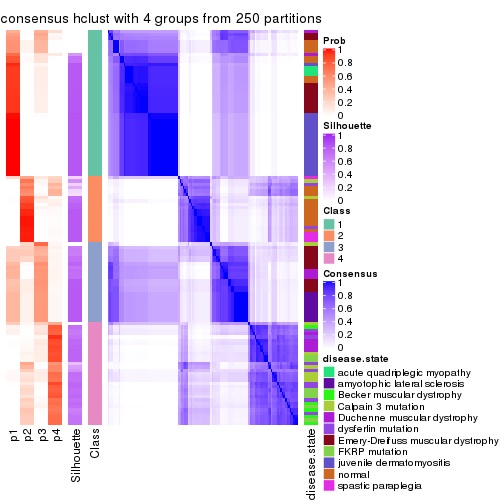 consensus hclust with 4 groups from 250 partitions
Prob
1
0.8
0.6
0.4
0.2
0
Silhouette
1
0.8
0.6
0.4
0.2
0
Class
1
2
3
4
Consensus
1
0.8
0.6
0.4
0.2
0
disease.state
acute quadriplegic myopathy
amyotrophic lateral sclerosis
Becker muscular dystrophy
Calpain 3 mutation
Duchenne muscular dystrophy
dysferlin mutation
Emery-Dreifuss muscular dystrophy
FKRP mutation
juvenile dermatomyositis
normal
spastic paraplegia
p1
p2
p3
p4
Silhouette
Class
disease.state